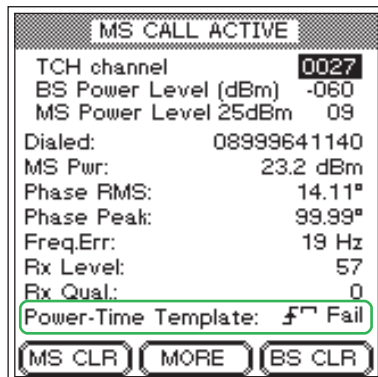 MS CALL ACTIVE
TCH channel 0027
BS Power Level (dBm) -060
MS Power Level 25dBm 09
Dialed: 08999641140
MS Pwr: 23.2 dBm
Phase RMS: 14.11°
Phase Peak: 99.99°
Freq.Err: 19 Hz
Rx Level: 57
Rx Qual.: 0
Power-Time Template: Fail
MS CLR MORE BS CLR